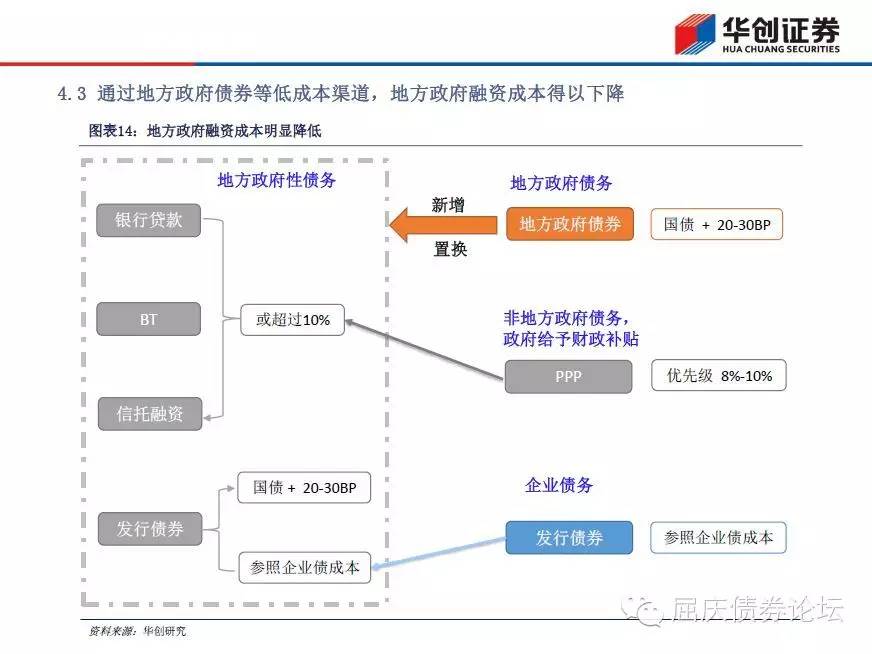 华创证券
HUA CHUANG SECURITIES
4.3 通过地方政府债券等低成本渠道，地方政府融资成本得以下降
图表14：地方政府融资成本明显降低
地方政府性债务
银行贷款
BT
信托融资
或超过10%
发行债券
国债 + 20-30BP
参照企业债成本
新增
置换
地方政府债务
地方政府债券
国债 + 20-30BP
非地方政府债务，
政府给予财政补贴
PPP
优先级 8%-10%
企业债务
发行债券
参照企业债成本
资料来源：华创研究
屈庆债券论坛